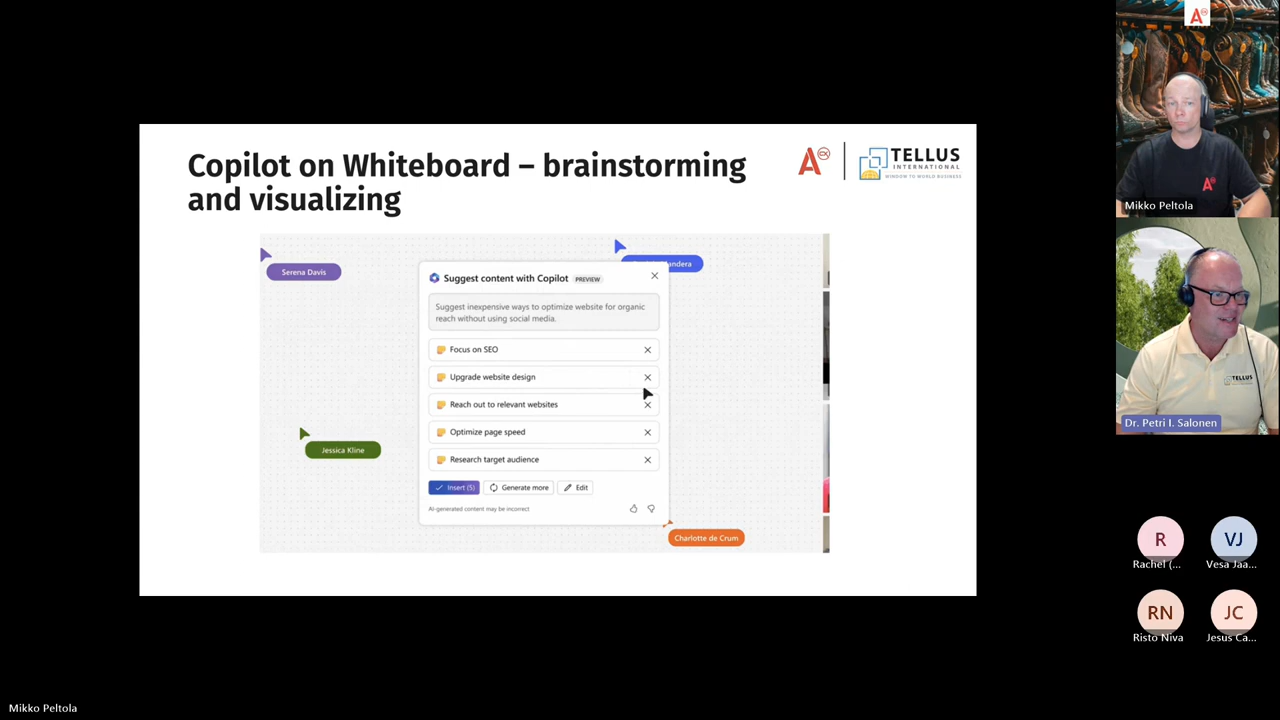 Copilot on Whiteboard – brainstorming
and visualizing
A
CX
TELLUS
INTERNATIONAL
WINDOW TO WORLD BUSINESS
Serena Davis
andera
Suggest content with Copilot PREVIEW
Suggest inexpensive ways to optimize website for organic
reach without using social media.
Focus on SEO
Upgrade website design
Reach out to relevant websites
Optimize page speed
Research target audience
Insert (5) Generate more Edit
AI-generated content may be incorrect
Jessica Kline
Charlotte de Crum
A
Mikko Peltola
TELLUS
Dr. Petri I. Salonen
R
Rachel (...
VJ
Vesa Jaa...
RN
Risto Niva
JC
Jesus Ca...
Mikko Peltola